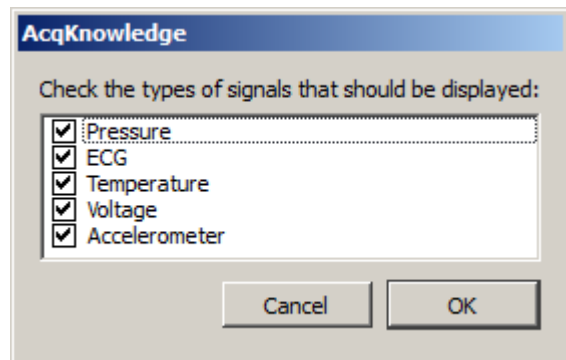 AcqKnowledge
Check the types of signals that should be displayed:
Pressure
ECG
Temperature
Voltage
Accelerometer
Cancel OK